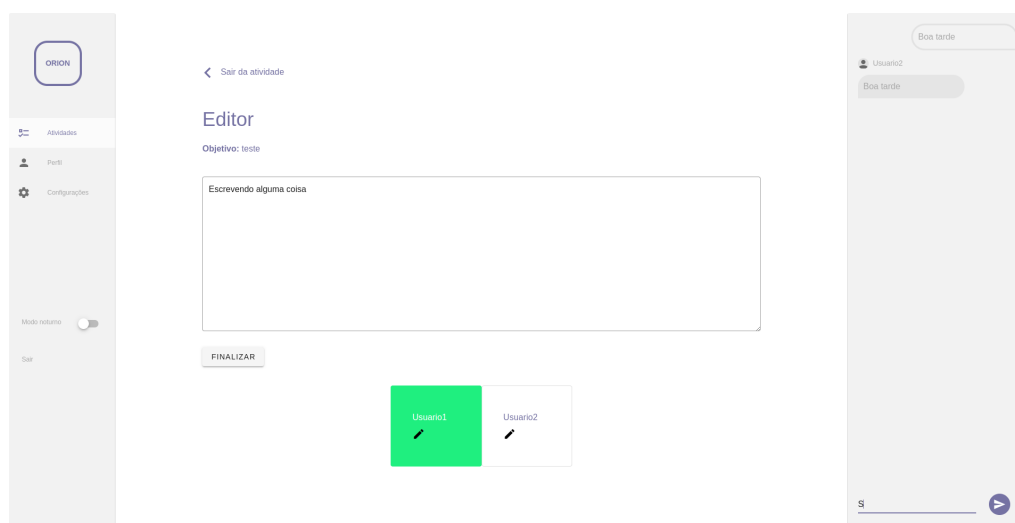 ORION
Atividades
Perfil
Configurações
Modo noturno
Sair
Sair da atividade
Editor
Objetivo: teste
Escrevendo alguma coisa
FINALIZAR
Usuario1
Usuario2
Boa tarde
Usuario2
Boa tarde
S